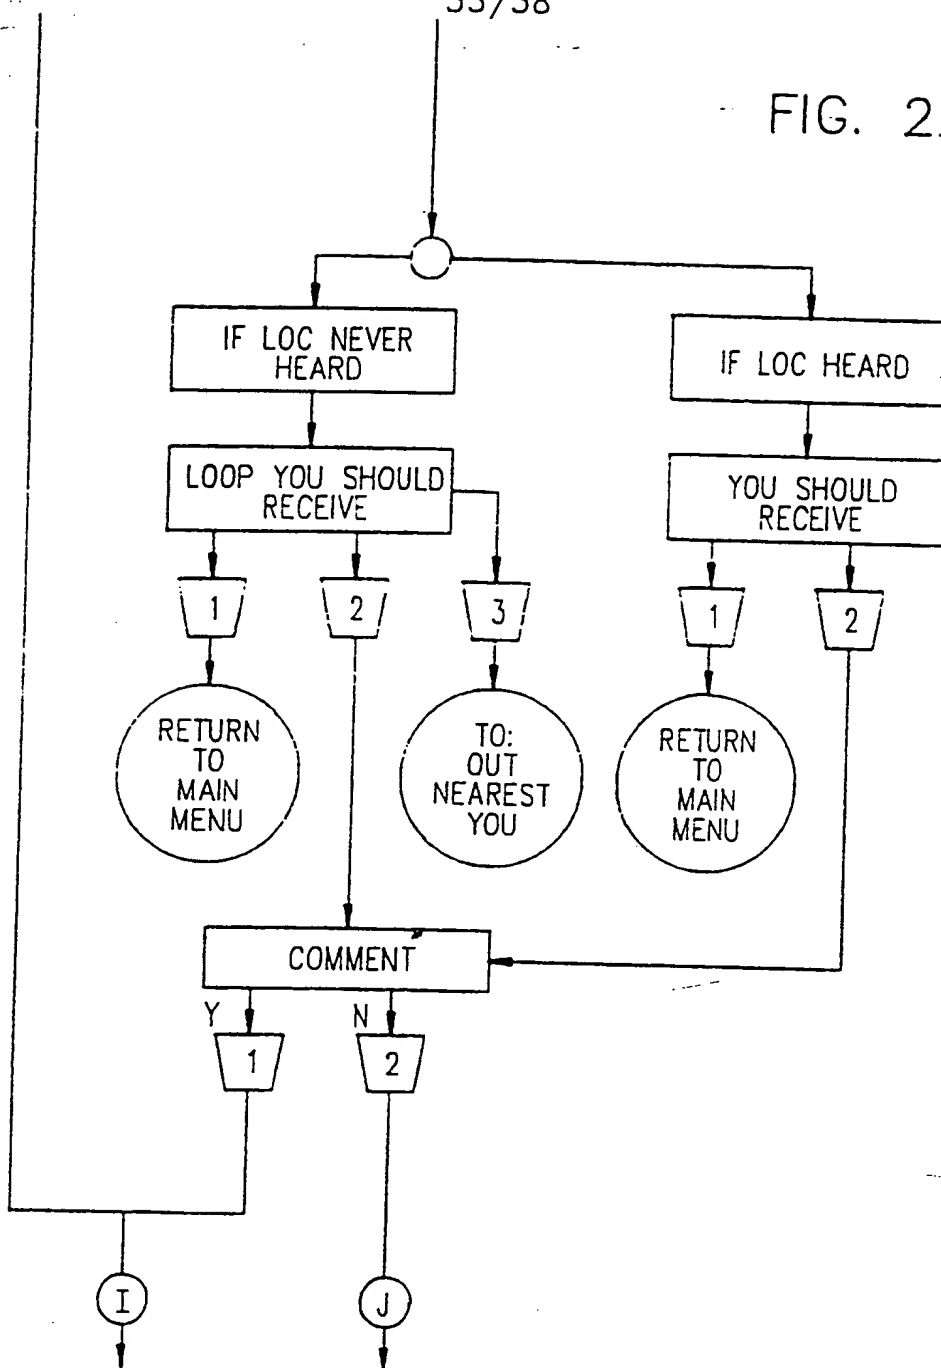 FIG. 2
IF LOC NEVER
HEARD
IF LOC HEARD
LOOP YOU SHOULD
RECEIVE
YOU SHOULD
RECEIVE
1
2
3
1
2
RETURN
TO
MAIN
MENU
TO:
OUT
NEAREST
YOU
RETURN
TO
MAIN
MENU
COMMENT
Y
N
1
2
I
J